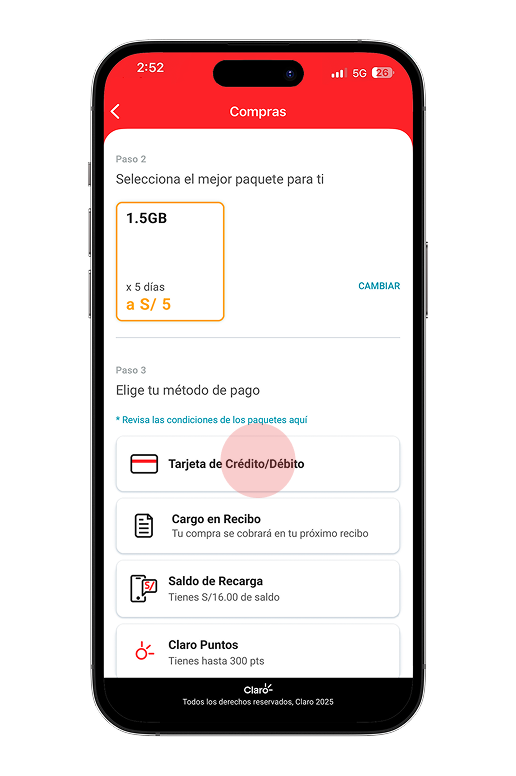 2:52
5G 26
Compras
Paso 2
Selecciona el mejor paquete para ti
1.5GB
x 5 días
a S/ 5
CAMBIAR
Paso 3
Elige tu método de pago
* Revisa las condiciones de los paquetes aquí
Tarjeta de Crédito/Débito
Cargo en Recibo
Tu compra se cobrará en tu próximo recibo
S/
Saldo de Recarga
Tienes S/16.00 de saldo
Claro Puntos
Tienes hasta 300 pts
Claro
Todos los derechos reservados, Claro 2025